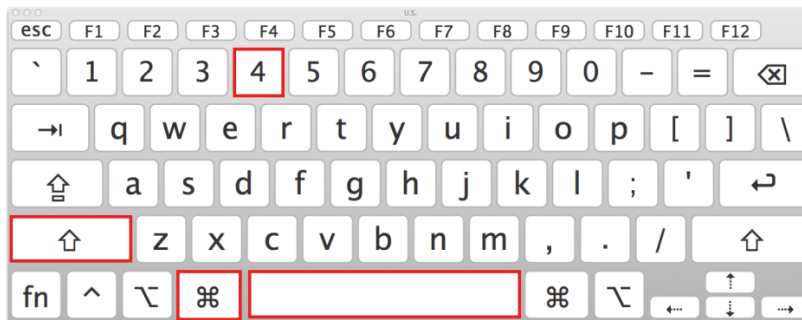 U.S.
esc F1 F2 F3 F4 F5 F6 F7 F8 F9 F10 F11 F12
` 1 2 3 4 5 6 7 8 9 0 - = ⌫
⇥ q w e r t y u i o p [ ] \
⇪ a s d f g h j k l ; ' ↩
⇧ z x c v b n m , . / ⇧
fn ^ ⌥ ⌘ ⌘ ⌥ ⇠ ⇡ ⇣ ⇢